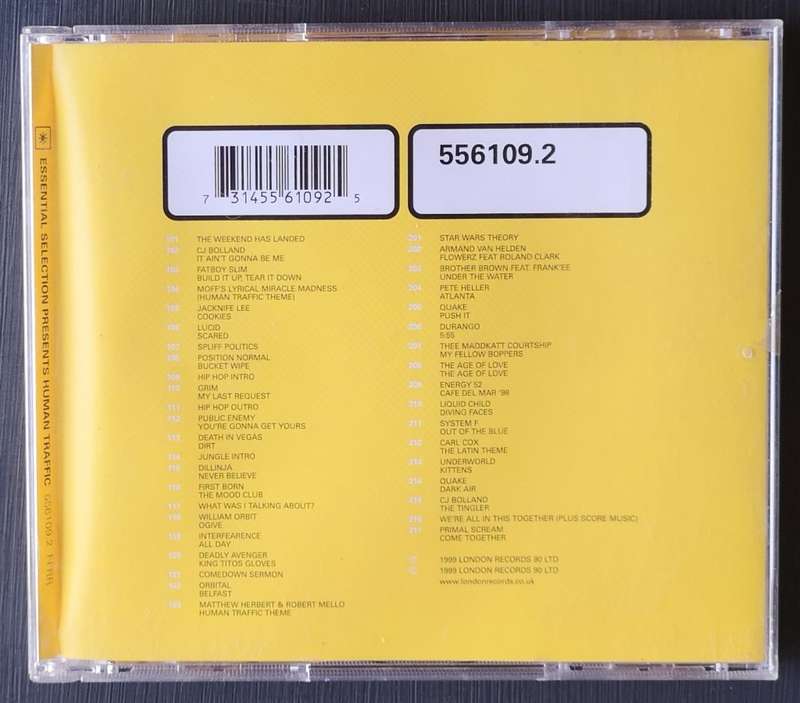 ESSENTIAL SELECTION PRESENTS HUMAN TRAFFIC 556109.2 FFRR
7 31455 61092 5
556109.2
101 THE WEEKEND HAS LANDED
102 CJ BOLLAND
IT AIN'T GONNA BE ME
103 FATBOY SLIM
BUILD IT UP, TEAR IT DOWN
104 MOFF'S LYRICAL MIRACLE MADNESS
(HUMAN TRAFFIC THEME)
105 JACKNIFE LEE
COOKIES
106 LUCID
SCARED
107 SPLIFF POLITICS
108 POSITION NORMAL
BUCKET WIPE
109 HIP HOP INTRO
110 GRIM
MY LAST REQUEST
111 HIP HOP OUTRO
112 PUBLIC ENEMY
YOU'RE GONNA GET YOURS
113 DEATH IN VEGAS
DIRT
114 JUNGLE INTRO
115 DILLINJA
NEVER BELIEVE
116 FIRST BORN
THE MOOD CLUB
117 WHAT WAS I TALKING ABOUT?
118 WILLIAM ORBIT
OGIVE
119 INTERFEARENCE
ALL DAY
120 DEADLY AVENGER
KING TITOS GLOVES
121 COMEDOWN SERMON
122 ORBITAL
BELFAST
123 MATTHEW HERBERT & ROBERT MELLO
HUMAN TRAFFIC THEME
201 STAR WARS THEORY
202 ARMAND VAN HELDEN
FLOWERZ FEAT ROLAND CLARK
203 BROTHER BROWN FEAT. FRANK'EE
UNDER THE WATER
204 PETE HELLER
ATLANTA
205 QUAKE
PUSH IT
206 DURANGO
5:55
207 THEE MADDKATT COURTSHIP
MY FELLOW BOPPERS
208 THE AGE OF LOVE
THE AGE OF LOVE
209 ENERGY 52
CAFE DEL MAR '98
210 LIQUID CHILD
DIVING FACES
211 SYSTEM F
OUT OF THE BLUE
212 CARL COX
THE LATIN THEME
213 UNDERWORLD
KITTENS
214 QUAKE
DARK AIR
215 CJ BOLLAND
THE TINGLER
216 WE'RE ALL IN THIS TOGETHER (PLUS SCORE MUSIC)
217 PRIMAL SCREAM
COME TOGETHER
1999 LONDON RECORDS 90 LTD
1999 LONDON RECORDS 90 LTD
www.londonrecords.co.uk